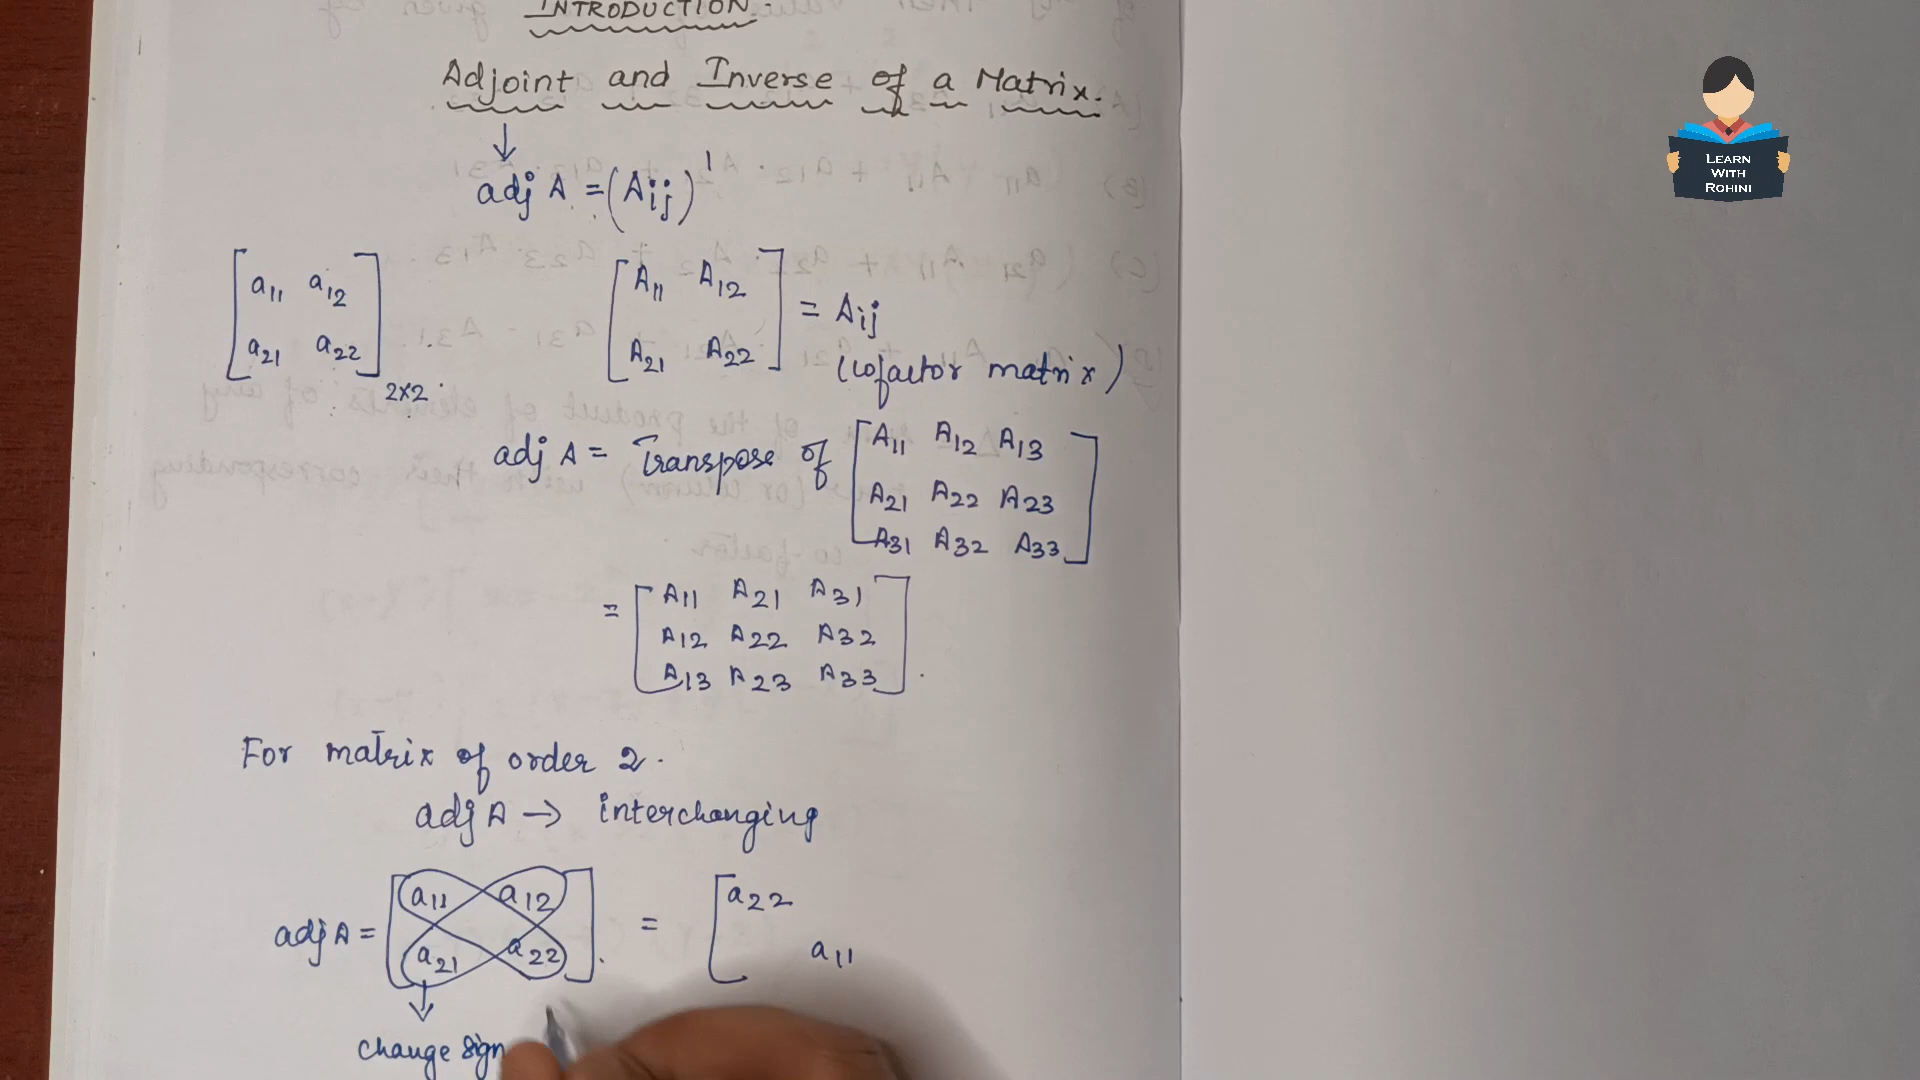 INTRODUCTION.
Adjoint and Inverse of a Matrix.
adj A = (Aij)'
[a11 a12
a21 a22]2×2.
[A11 A12
A21 A22] = Aij
(cofactor matrix)
adj A = Transpose of [A11 A12 A13
A21 A22 A23
A31 A32 A33]
= [A11 A21 A31
A12 A22 A32
A13 A23 A33].
For matrix of order 2.
adj A → interchanging
adj A = [a11 a12
a21 a22]. = [a22
a11
change sign
LEARN
WITH
ROHINI